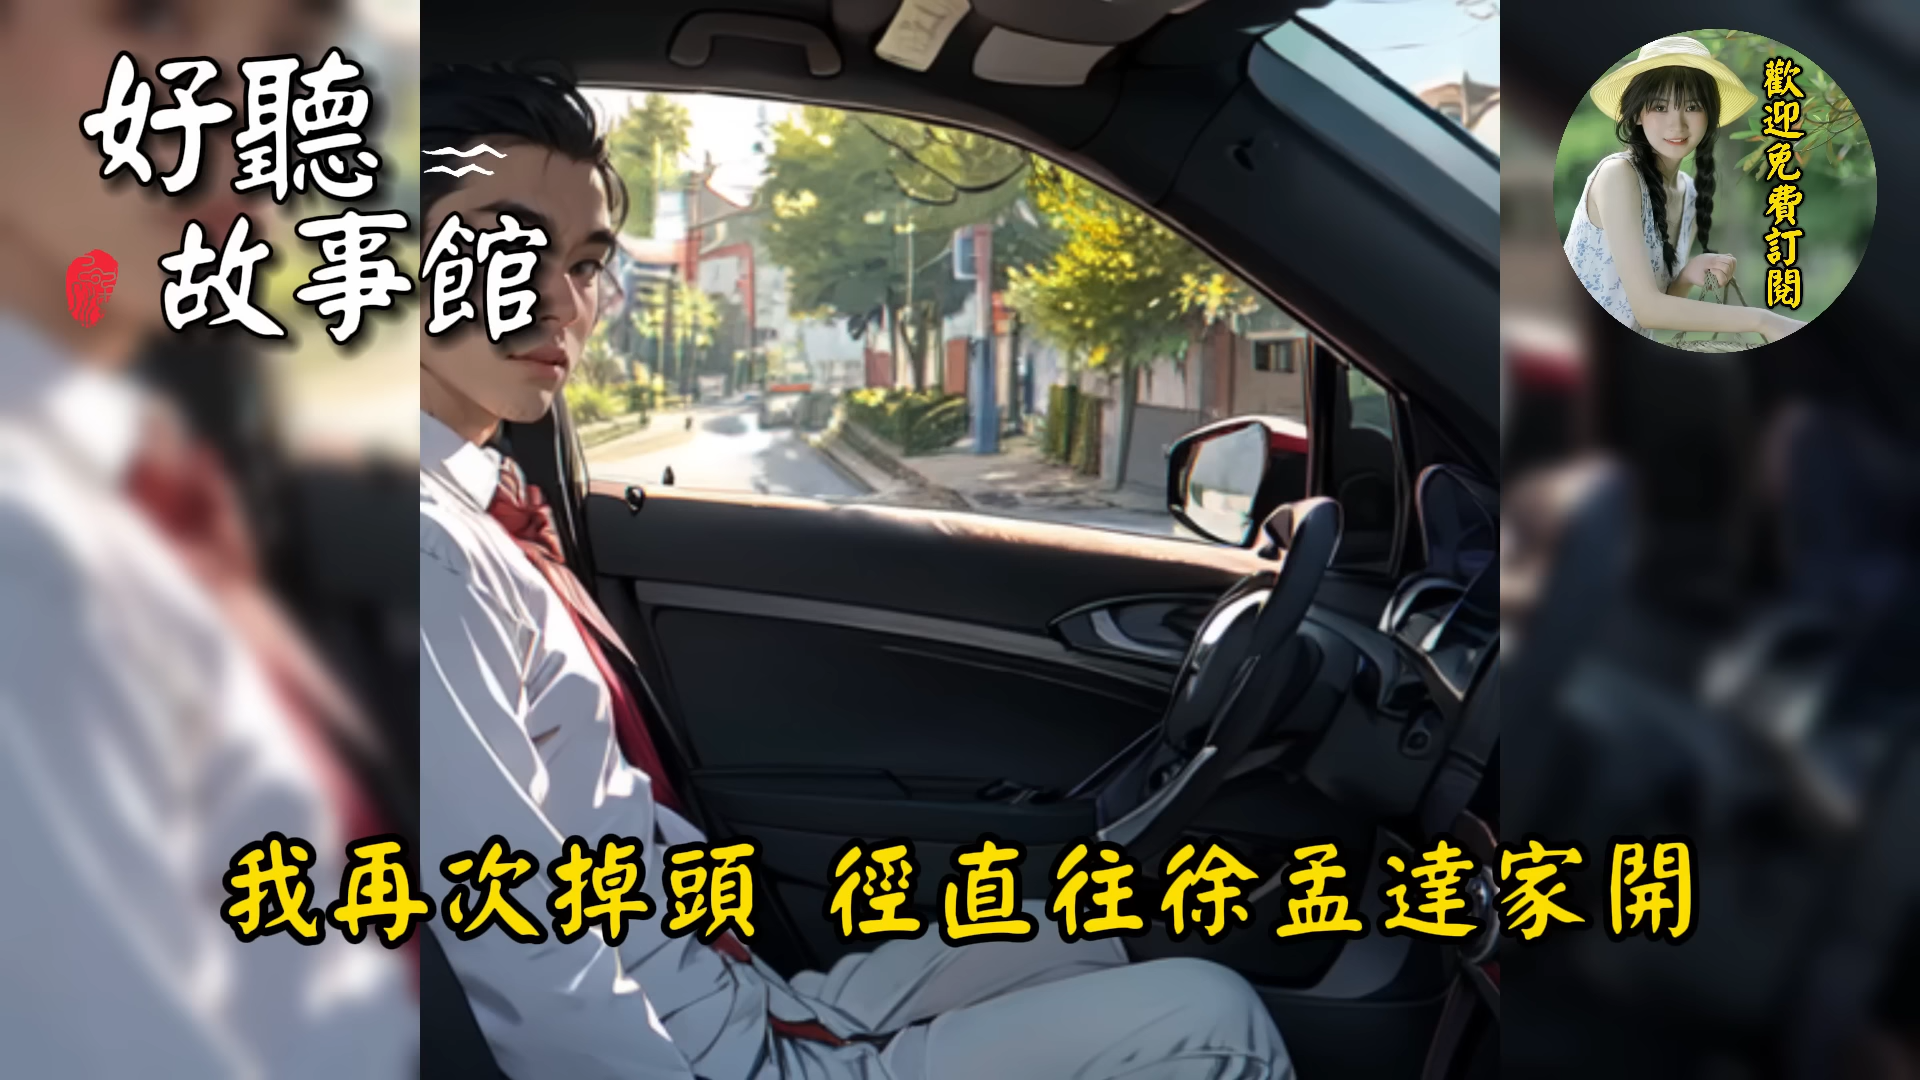 好聽
故事館
歡迎免費訂閱
我再次掉頭 徑直往徐孟達家開